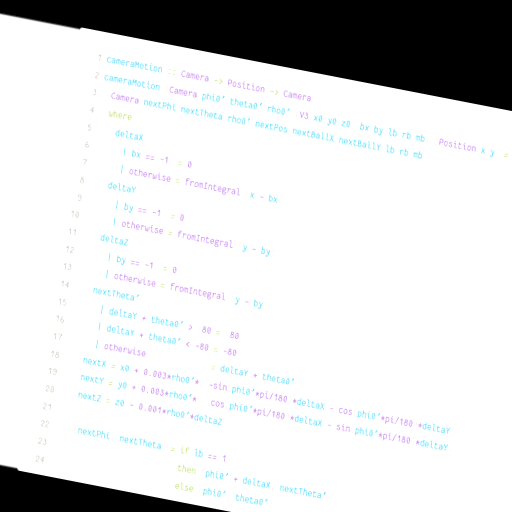 1 cameraMotion :: Camera -> Position -> Camera
2 cameraMotion Camera phi0' theta0' rho0' V3 x0 y0 z0 bx by lb rb mb Position x y =
3 Camera nextPhi nextTheta rho0' nextPos nextBallX nextBallY lb rb mb
4 where
5 deltaX
6 | bx == -1 = 0
7 | otherwise = fromIntegral x - bx
8 deltaY
9 | by == -1 = 0
10 | otherwise = fromIntegral y - by
11 deltaZ
12 | by == -1 = 0
13 | otherwise = fromIntegral y - by
14 nextTheta'
15 | deltaY + theta0' > 80 = 80
16 | deltaY + theta0' < -80 = -80
17 | otherwise = deltaY + theta0'
18 nextX = x0 + 0.003*rho0'* -sin phi0'*pi/180 *deltaX - cos phi0'*pi/180 *deltaY
19 nextY = y0 + 0.003*rho0'* cos phi0'*pi/180 *deltaX - sin phi0'*pi/180 *deltaY
20 nextZ = z0 - 0.001*rho0'*deltaZ
21
22 nextPhi nextTheta = if lb == 1
23 then phi0' + deltaX nextTheta'
24 else phi0' theta0'